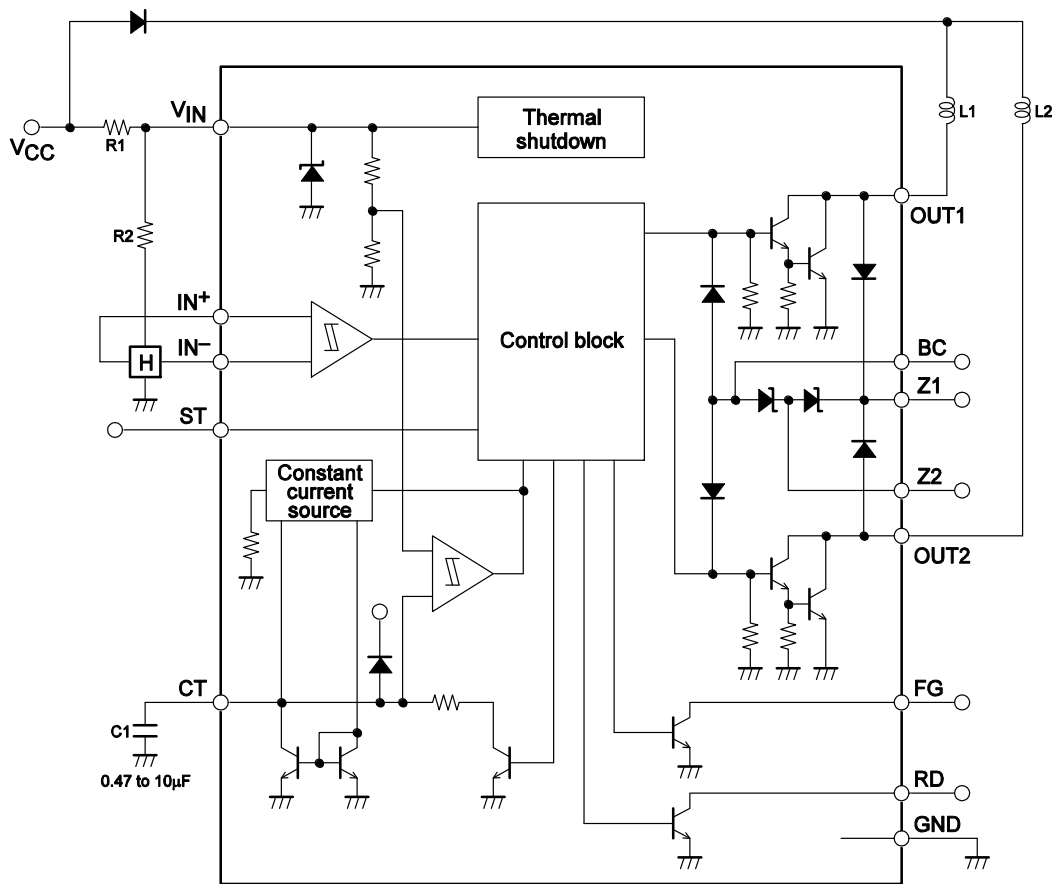 VIN
Thermal
shutdown
VCC
R1
L1
L2
OUT1
R2
IN+
IN–
H
Control block
BC
Z1
ST
Z2
Constant
current
source
OUT2
CT
FG
C1
0.47 to 10μF
RD
GND